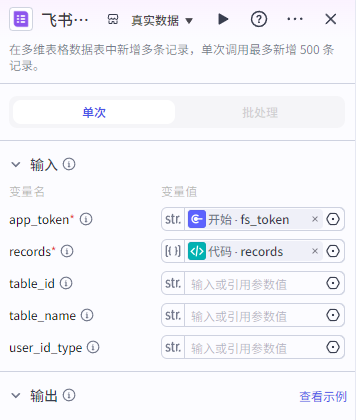 飞书… 真实数据
在多维表格数据表中新增多条记录，单次调用最多新增 500 条
记录。
单次 批处理
输入
变量名 变量值
app_token* str. 开始 · fs_token ×
records* [{}] 代码 · records ×
table_id str. 输入或引用参数值
table_name str. 输入或引用参数值
user_id_type str. 输入或引用参数值
输出 查看示例